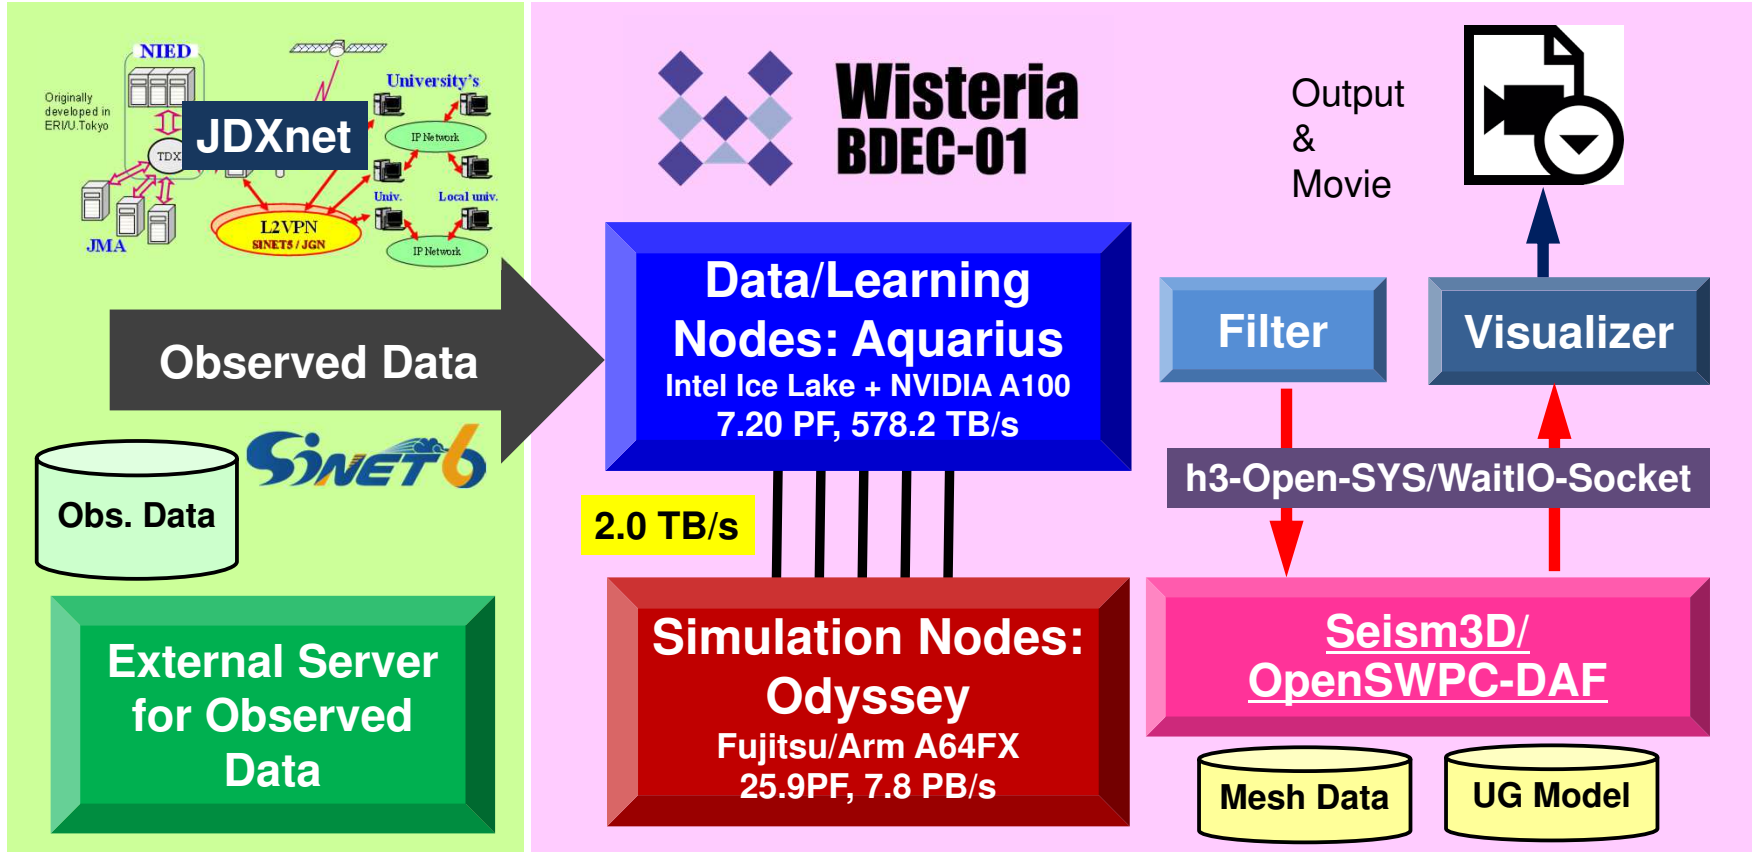 NIED
Originally
developed in
ERI/U.Tokyo
JDXnet
TDX
University's
IP Network
Univ.
Local univ.
L2VPN
SINET5 / JGN
JMA
IP Network
Observed Data
SINET6
Obs. Data
External Server
for Observed
Data
Wisteria
BDEC-01
Data/Learning
Nodes: Aquarius
Intel Ice Lake + NVIDIA A100
7.20 PF, 578.2 TB/s
2.0 TB/s
Simulation Nodes:
Odyssey
Fujitsu/Arm A64FX
25.9PF, 7.8 PB/s
Output
&
Movie
Filter
Visualizer
h3-Open-SYS/WaitIO-Socket
Seism3D/
OpenSWPC-DAF
Mesh Data
UG Model